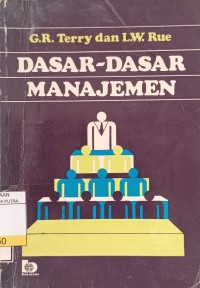 G.R. Terry dan L.W. Rue
DASAR-DASAR
MANAJEMEN